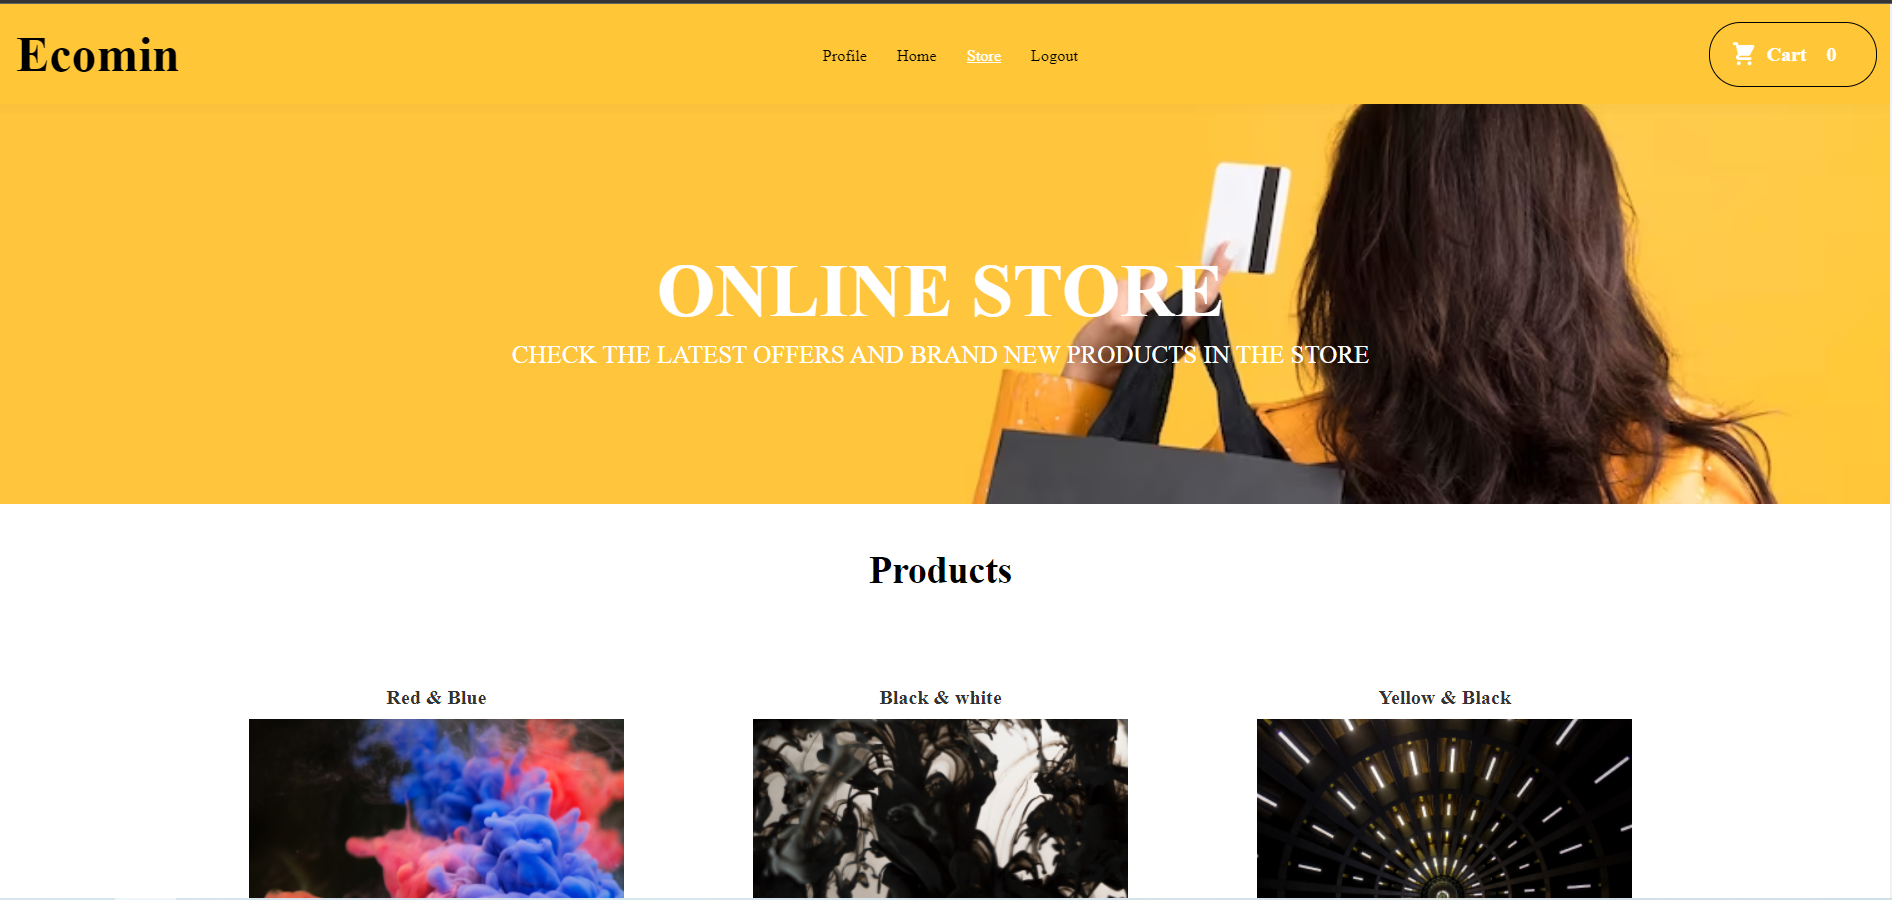 Ecomin
Profile Home Store Logout
Cart 0
ONLINE STORE
CHECK THE LATEST OFFERS AND BRAND NEW PRODUCTS IN THE STORE
Products
Red & Blue
Black & white
Yellow & Black